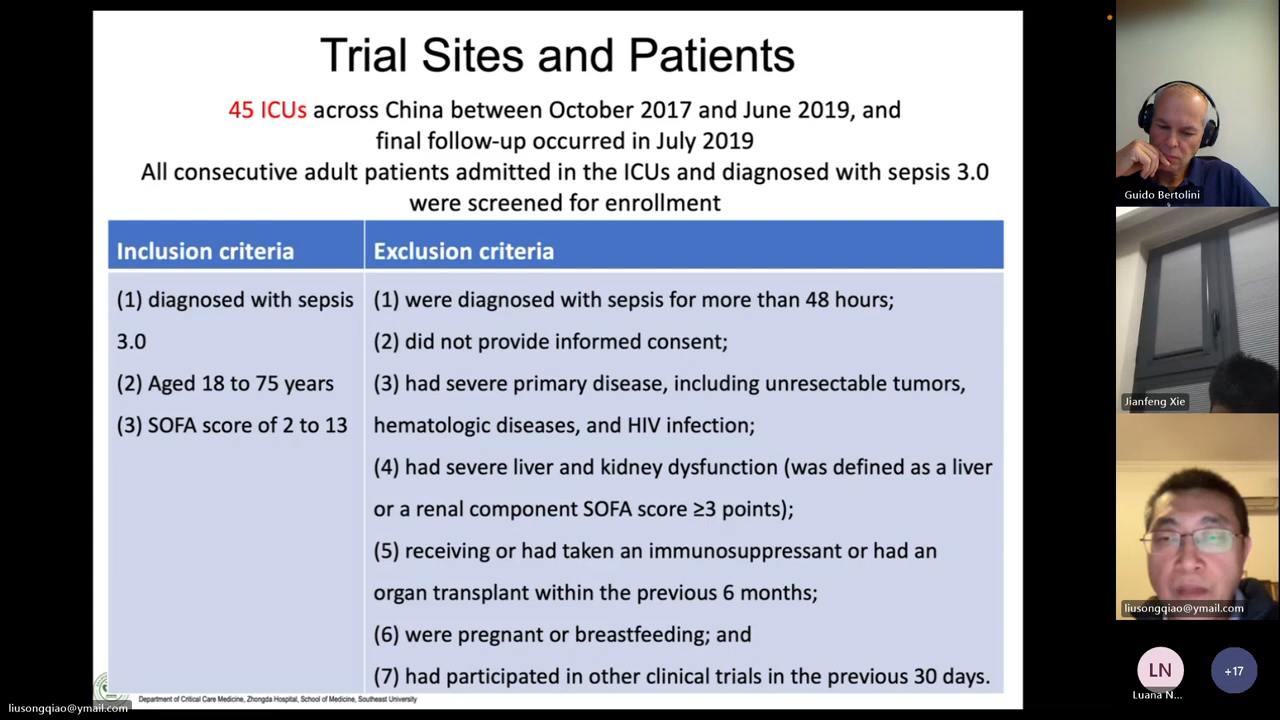 Trial Sites and Patients
45 ICUs across China between October 2017 and June 2019, and
final follow-up occurred in July 2019
All consecutive adult patients admitted in the ICUs and diagnosed with sepsis 3.0
were screened for enrollment
Inclusion criteria
(1) diagnosed with sepsis
3.0
(2) Aged 18 to 75 years
(3) SOFA score of 2 to 13
Exclusion criteria
(1) were diagnosed with sepsis for more than 48 hours;
(2) did not provide informed consent;
(3) had severe primary disease, including unresectable tumors,
hematologic diseases, and HIV infection;
(4) had severe liver and kidney dysfunction (was defined as a liver
or a renal component SOFA score ≥3 points);
(5) receiving or had taken an immunosuppressant or had an
organ transplant within the previous 6 months;
(6) were pregnant or breastfeeding; and
(7) had participated in other clinical trials in the previous 30 days.
Department of Critical Care Medicine, Zhongda Hospital, School of Medicine, Southeast University
liusongqiao@ymail.com
Guido Bertolini
Jianfeng Xie
liusongqiao@ymail.com
LN
Luana N...
+17